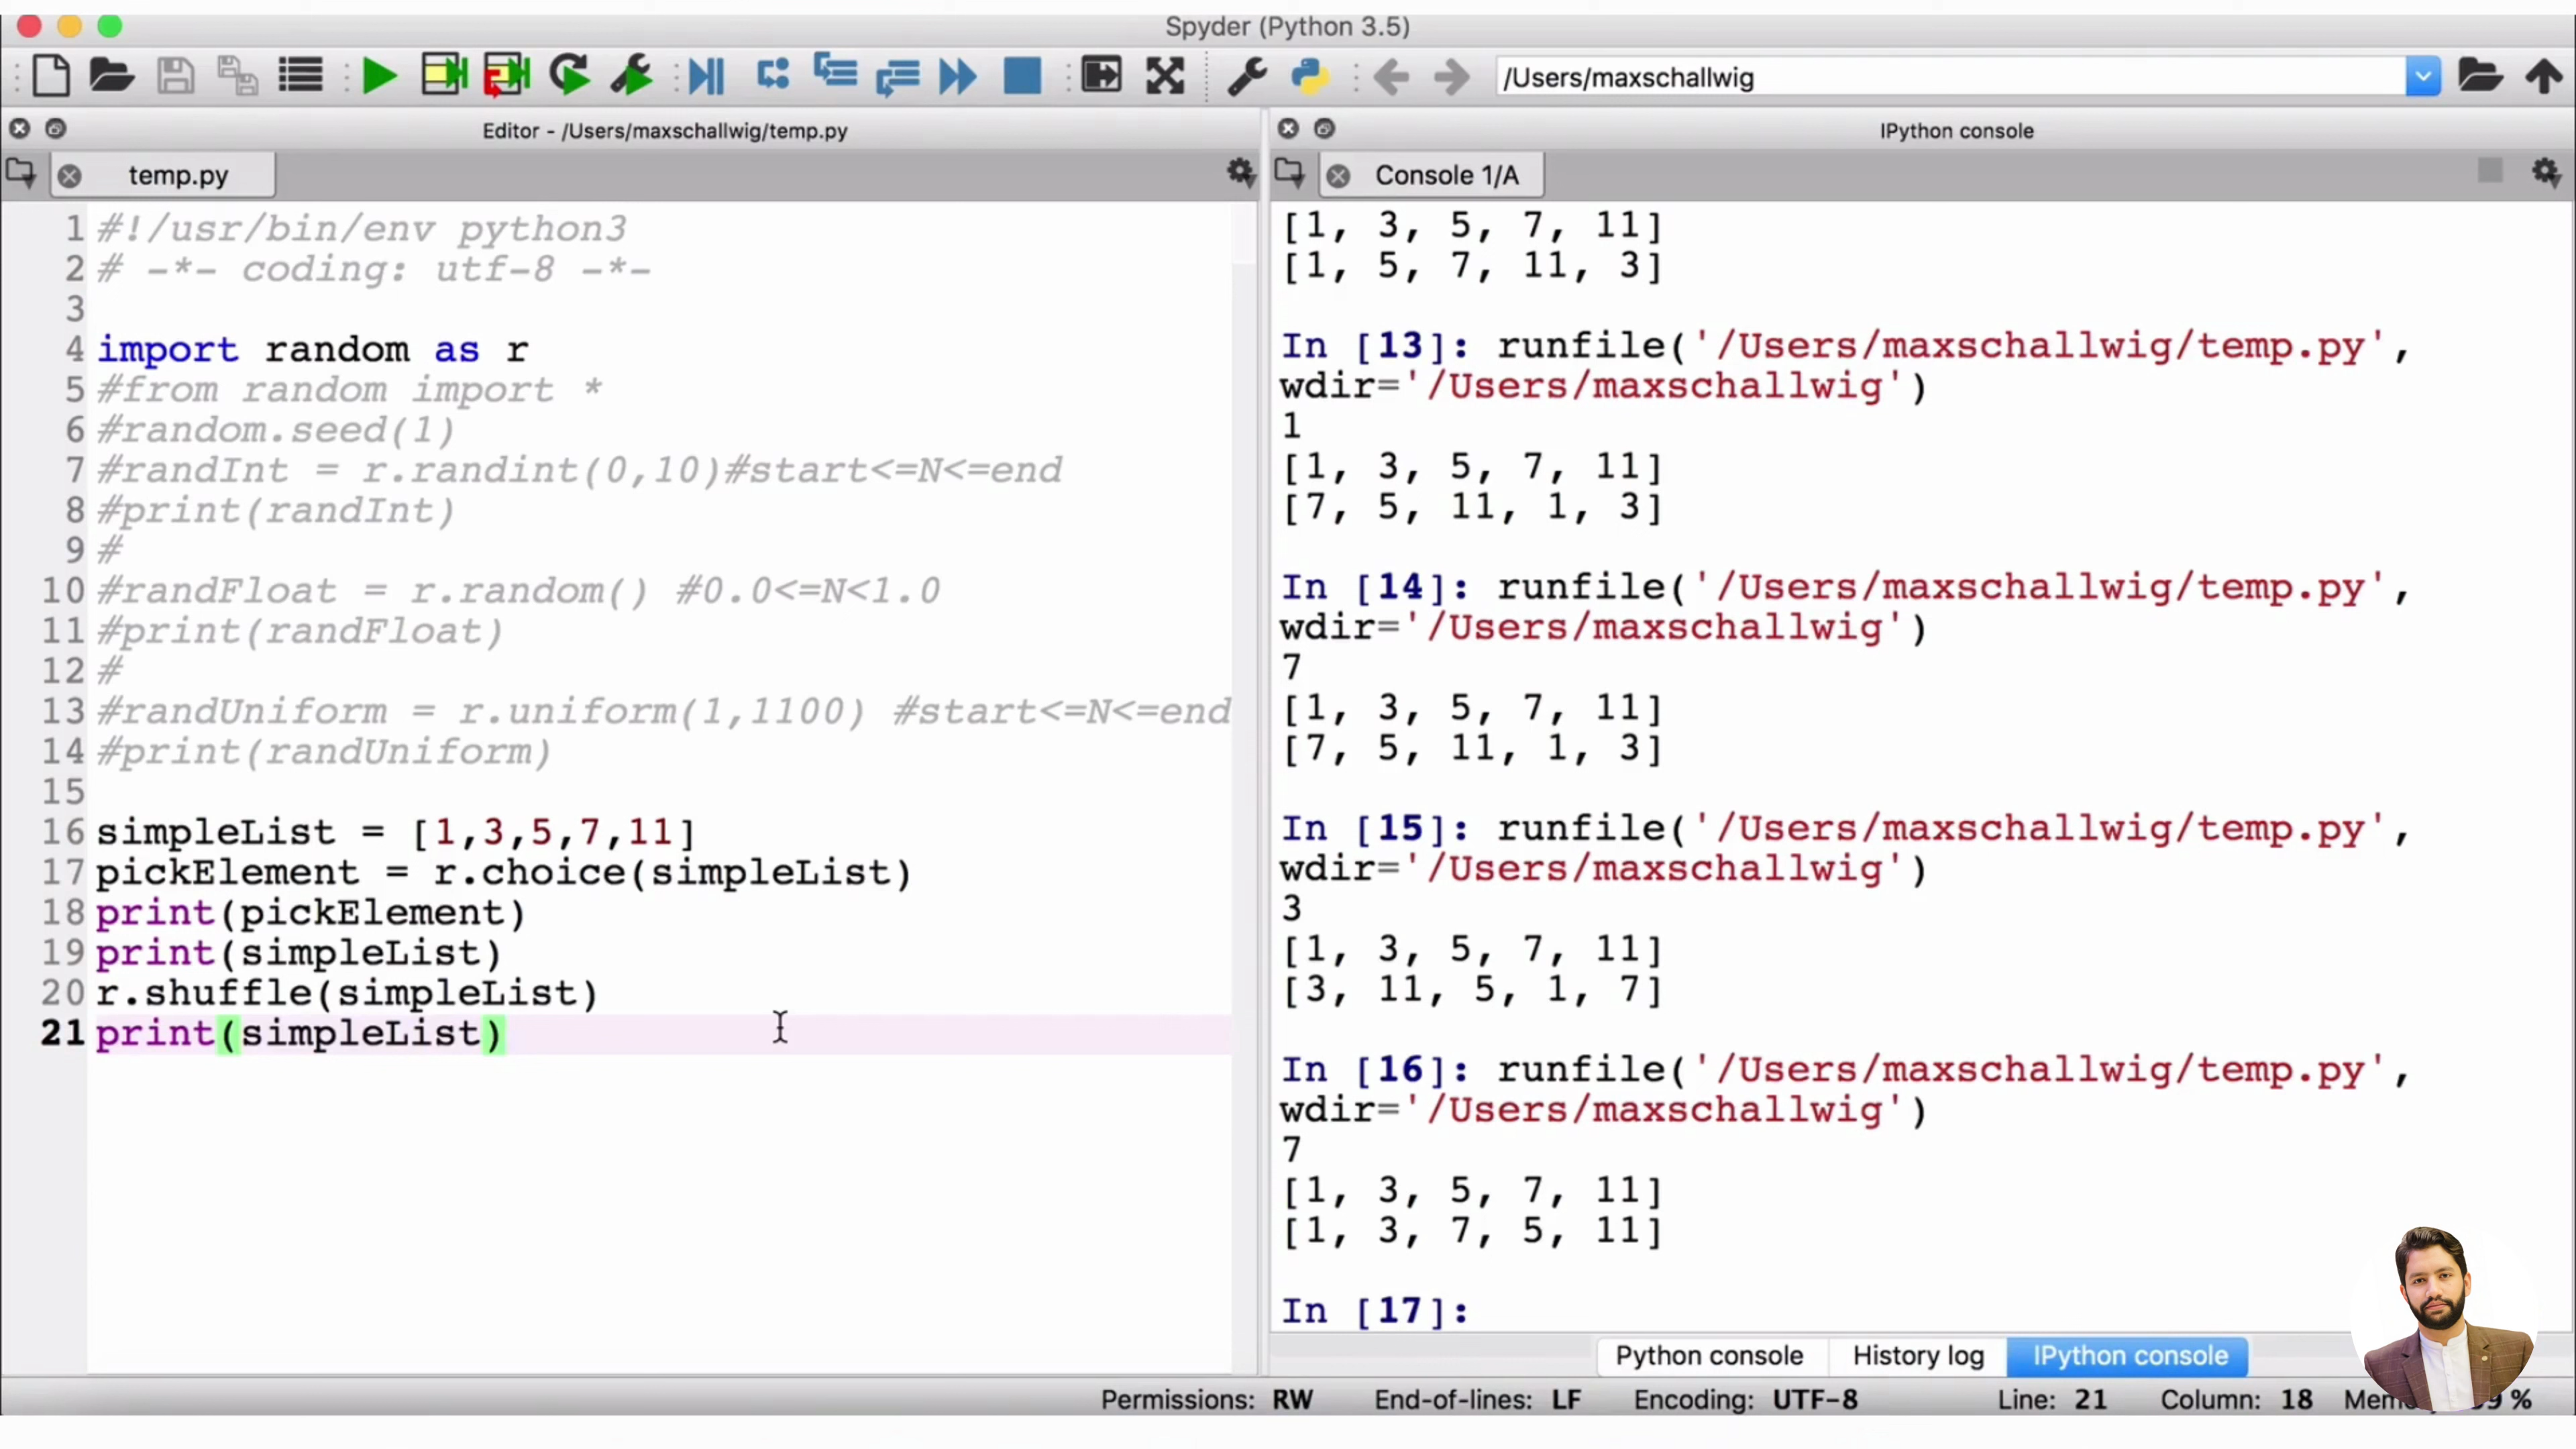 Spyder (Python 3.5)
/Users/maxschallwig
Editor - /Users/maxschallwig/temp.py
temp.py
1 #!/usr/bin/env python3
2 # -*- coding: utf-8 -*-
3
4 import random as r
5 #from random import *
6 #random.seed(1)
7 #randInt = r.randint(0,10)#start<=N<=end
8 #print(randInt)
9 #
10 #randFloat = r.random() #0.0<=N<1.0
11 #print(randFloat)
12 #
13 #randUniform = r.uniform(1,1100) #start<=N<=end
14 #print(randUniform)
15
16 simpleList = [1,3,5,7,11]
17 pickElement = r.choice(simpleList)
18 print(pickElement)
19 print(simpleList)
20 r.shuffle(simpleList)
21 print(simpleList)
IPython console
Console 1/A
[1, 3, 5, 7, 11]
[1, 5, 7, 11, 3]
In [13]: runfile('/Users/maxschallwig/temp.py',
wdir='/Users/maxschallwig')
1
[1, 3, 5, 7, 11]
[7, 5, 11, 1, 3]
In [14]: runfile('/Users/maxschallwig/temp.py',
wdir='/Users/maxschallwig')
7
[1, 3, 5, 7, 11]
[7, 5, 11, 1, 3]
In [15]: runfile('/Users/maxschallwig/temp.py',
wdir='/Users/maxschallwig')
3
[1, 3, 5, 7, 11]
[3, 11, 5, 1, 7]
In [16]: runfile('/Users/maxschallwig/temp.py',
wdir='/Users/maxschallwig')
7
[1, 3, 5, 7, 11]
[1, 3, 7, 5, 11]
In [17]:
Python console History log IPython console
Permissions: RW End-of-lines: LF Encoding: UTF-8 Line: 21 Column: 18